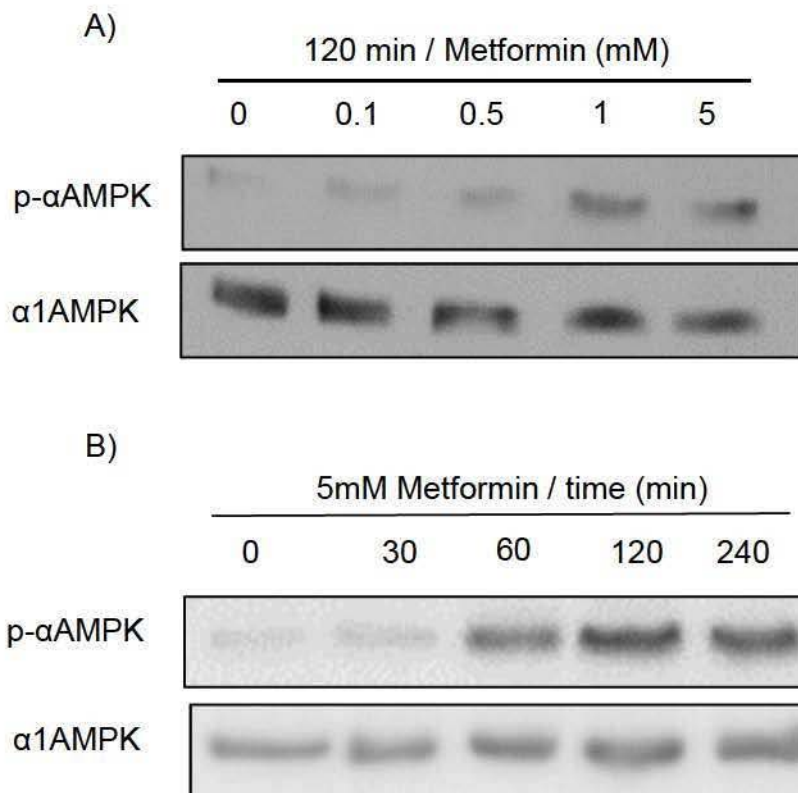 A)
120 min / Metformin (mM)
0 0.1 0.5 1 5
p-αAMPK
α1AMPK
B)
5mM Metformin / time (min)
0 30 60 120 240
p-αAMPK
α1AMPK